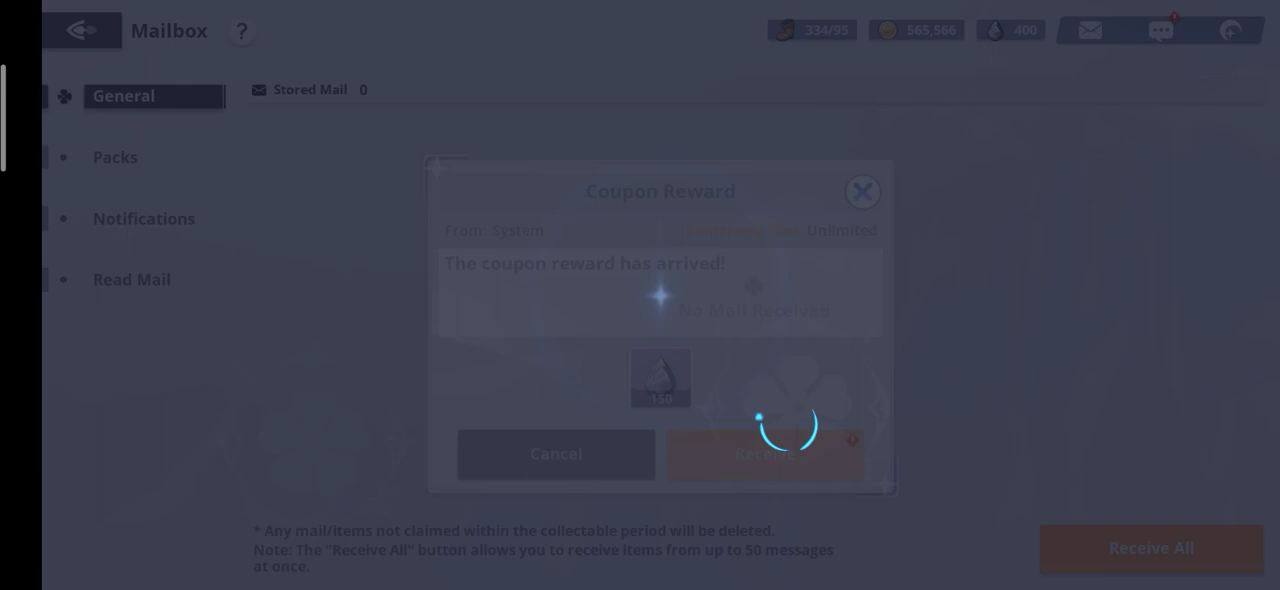 Mailbox ?
334/95 565,566 400
General
Stored Mail 0
Packs
Notifications
Read Mail
Coupon Reward
From: System Unlimited
The coupon reward has arrived!
No Mail Received
150
Cancel Receive
* Any mail/items not claimed within the collectable period will be deleted.
Note: The "Receive All" button allows you to receive items from up to 50 messages
at once.
Receive All